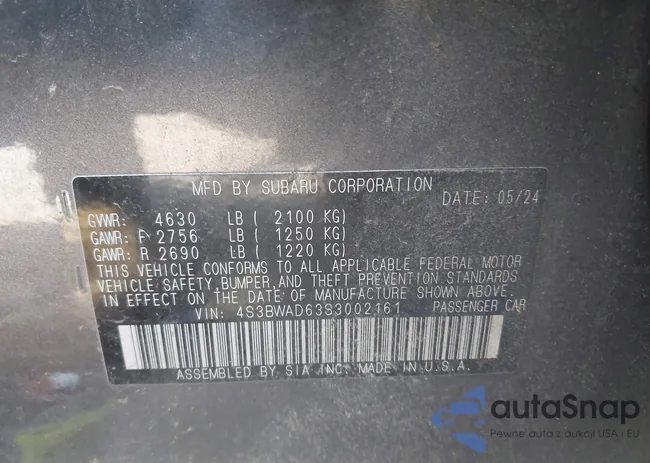 MFD BY SUBARU CORPORATION
DATE: 05/24
GVWR: 4630 LB ( 2100 KG)
GAWR: F 2756 LB ( 1250 KG)
GAWR: R 2690 LB ( 1220 KG)
THIS VEHICLE CONFORMS TO ALL APPLICABLE FEDERAL MOTOR
VEHICLE SAFETY, BUMPER, AND THEFT PREVENTION STANDARDS
IN EFFECT ON THE DATE OF MANUFACTURE SHOWN ABOVE.
VIN: 4S3BWAD63S3002161 PASSENGER CAR
ASSEMBLED BY SIA INC. MADE IN U.S.A.
autaSnap
Pewne auta z aukcji USA i EU